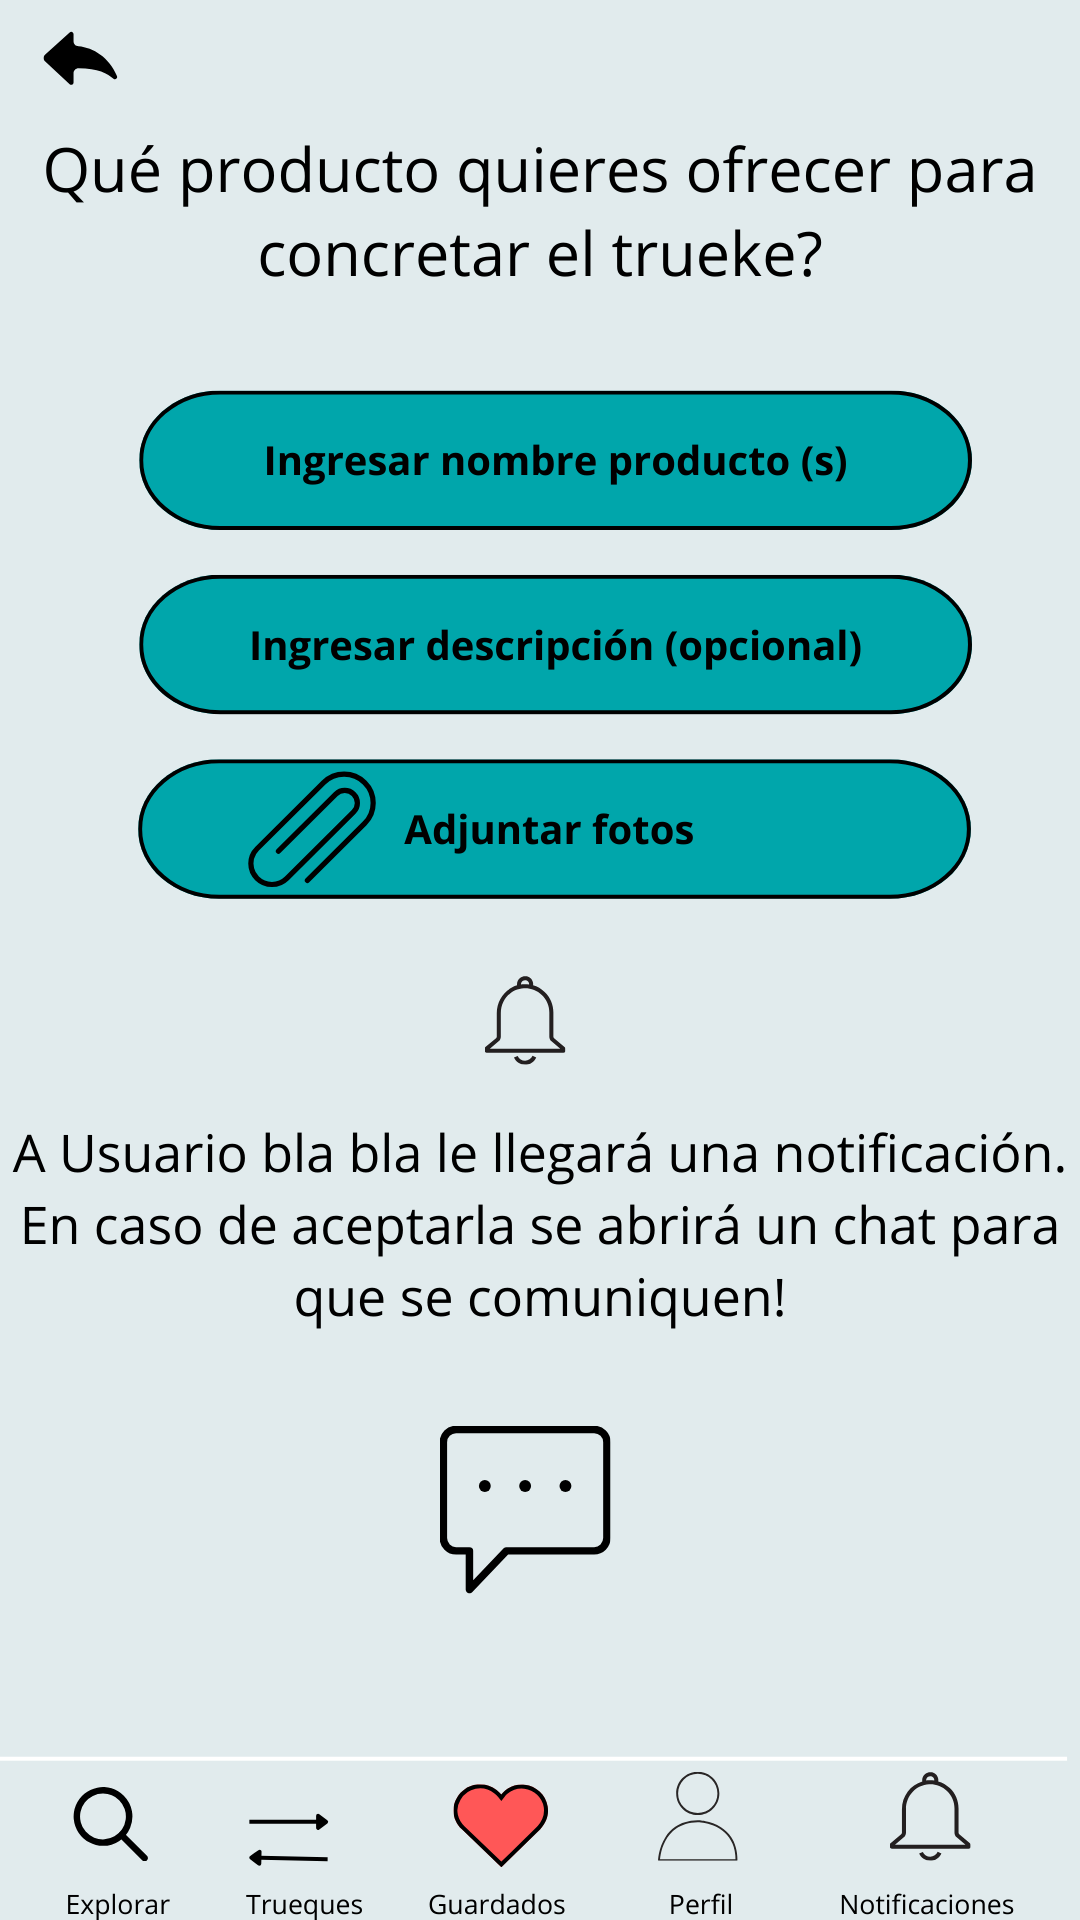 Qué producto quieres ofrecer para
concretar el trueke?
Ingresar nombre producto (s)
Ingresar descripción (opcional)
Adjuntar fotos
A Usuario bla bla le llegará una notificación.
En caso de aceptarla se abrirá un chat para
que se comuniquen!
Explorar
Trueques
Guardados
Perfil
Notificaciones